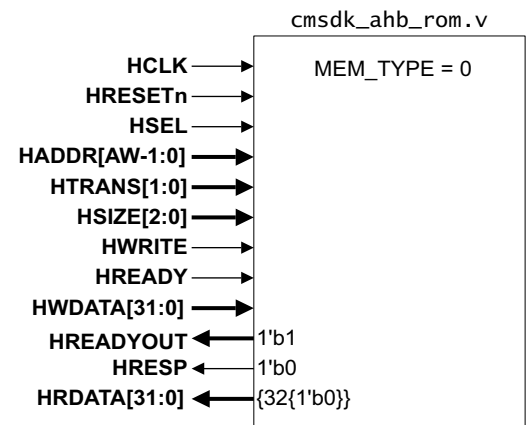 cmsdk_ahb_rom.v
MEM_TYPE = 0
HCLK
HRESETn
HSEL
HADDR[AW-1:0]
HTRANS[1:0]
HSIZE[2:0]
HWRITE
HREADY
HWDATA[31:0]
HREADYOUT 1'b1
HRESP 1'b0
HRDATA[31:0] {32{1'b0}}